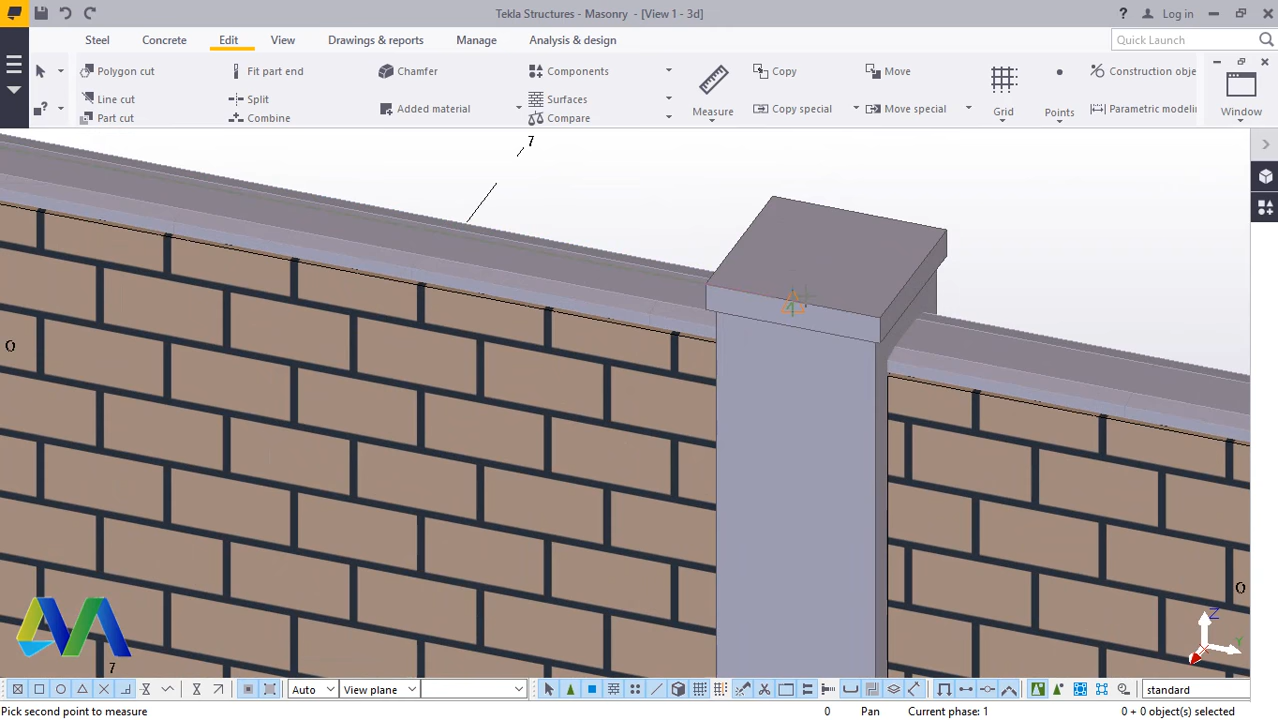 Tekla Structures - Masonry - [View 1 - 3d]
? Log in
Steel Concrete Edit View Drawings & reports Manage Analysis & design Quick Launch
Polygon cut Fit part end Chamfer Components Copy Move Construction obje
Line cut Split Added material Surfaces Measure Copy special Move special Grid Points Parametric modelin Window
Part cut Combine Compare
7
O
O
7
Z
Y
Auto View plane standard
Pick second point to measure 0 Pan Current phase: 1 0 + 0 object(s) selected